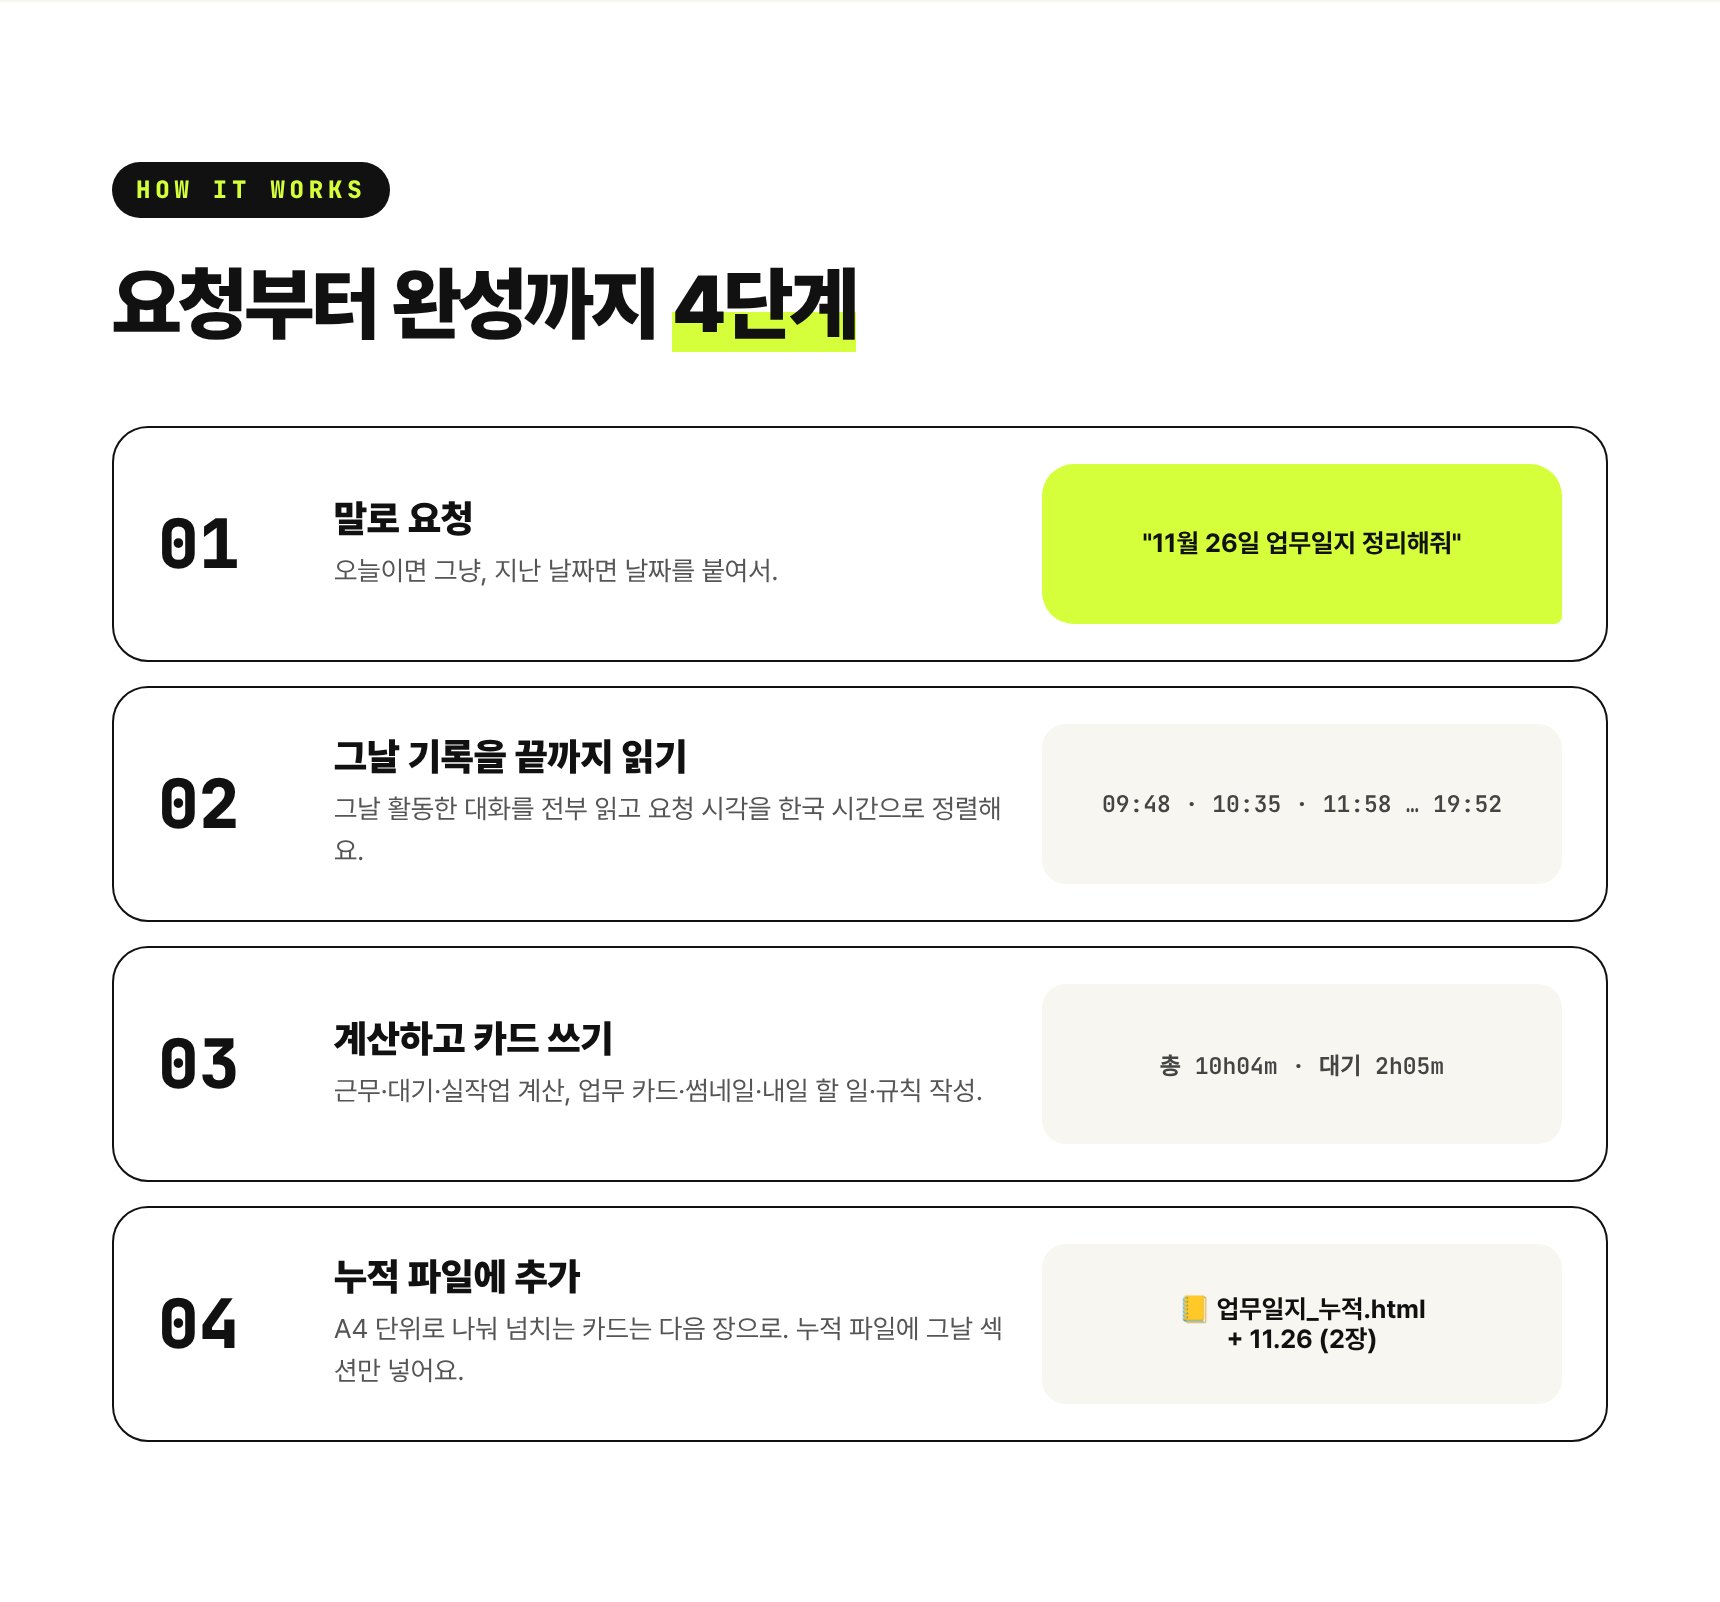 HOW IT WORKS
요청부터 완성까지 4단계
01
말로 요청
오늘이면 그냥, 지난 날짜면 날짜를 붙여서.
"11월 26일 업무일지 정리해줘"
02
그날 기록을 끝까지 읽기
그날 활동한 대화를 전부 읽고 요청 시각을 한국 시간으로 정렬해
요.
09:48 · 10:35 · 11:58 … 19:52
03
계산하고 카드 쓰기
근무·대기·실작업 계산, 업무 카드·썸네일·내일 할 일·규칙 작성.
총 10h04m · 대기 2h05m
04
누적 파일에 추가
A4 단위로 나눠 넘치는 카드는 다음 장으로. 누적 파일에 그날 섹
션만 넣어요.
📒 업무일지_누적.html
+ 11.26 (2장)